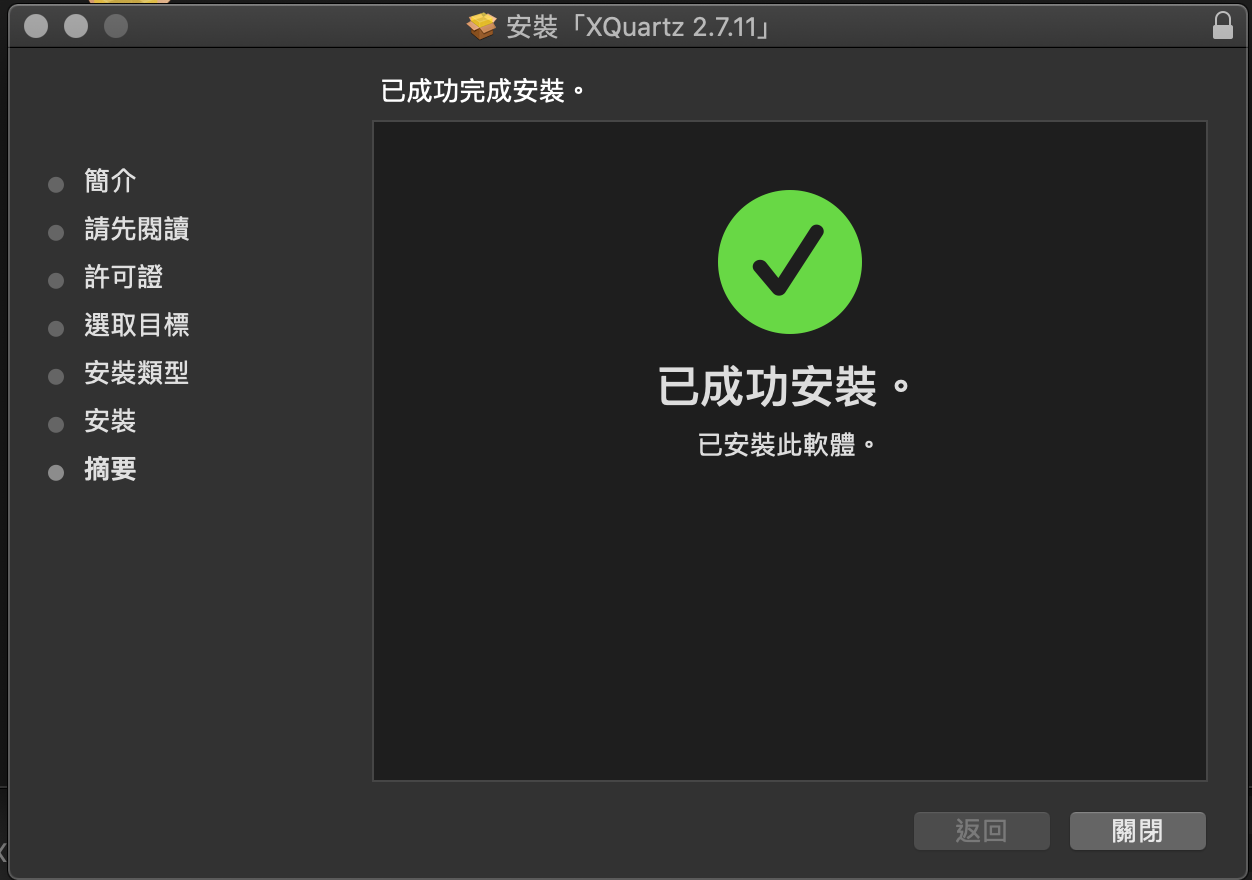 安裝「XQuartz 2.7.11」
已成功完成安裝。
簡介
請先閱讀
許可證
選取目標
安裝類型
安裝
摘要
已成功安裝。
已安裝此軟體。
返回
關閉